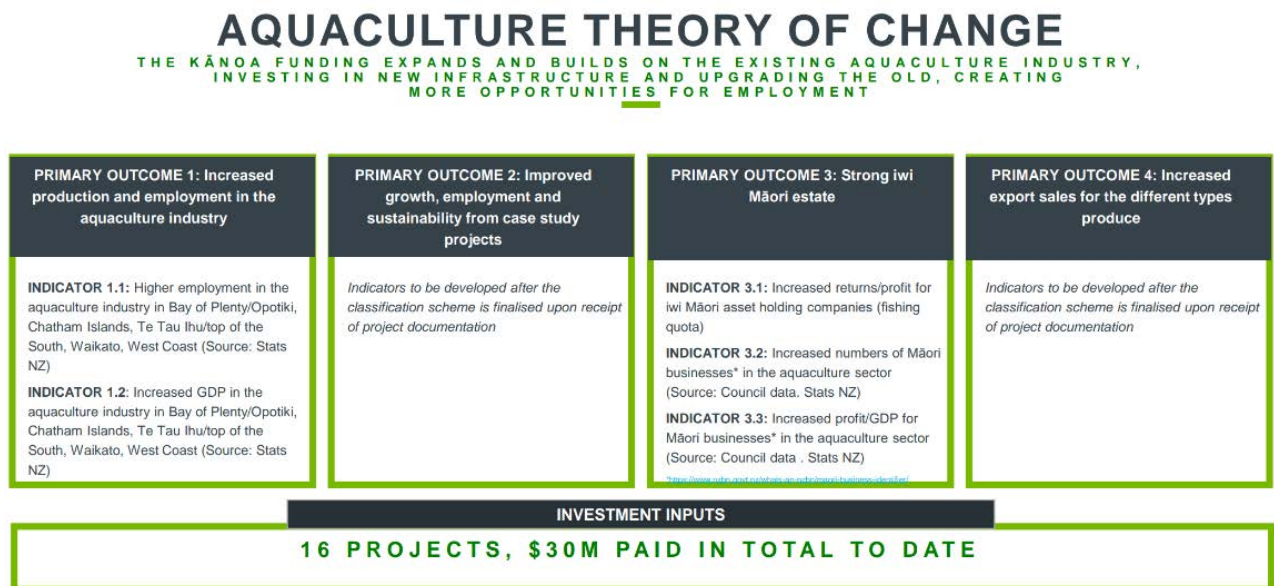 AQUACULTURE THEORY OF CHANGE
THE KĀNOA FUNDING EXPANDS AND BUILDS ON THE EXISTING AQUACULTURE INDUSTRY,
INVESTING IN NEW INFRASTRUCTURE AND UPGRADING THE OLD, CREATING
MORE OPPORTUNITIES FOR EMPLOYMENT
PRIMARY OUTCOME 1: Increased
production and employment in the
aquaculture industry
INDICATOR 1.1: Higher employment in the
aquaculture industry in Bay of Plenty/Opotiki,
Chatham Islands, Te Tau Ihu/top of the
South, Waikato, West Coast (Source: Stats
NZ)
INDICATOR 1.2: Increased GDP in the
aquaculture industry in Bay of Plenty/Opotiki,
Chatham Islands, Te Tau Ihu/top of the
South, Waikato, West Coast (Source: Stats
NZ)
PRIMARY OUTCOME 2: Improved
growth, employment and
sustainability from case study
projects
Indicators to be developed after the
classification scheme is finalised upon receipt
of project documentation
PRIMARY OUTCOME 3: Strong iwi
Māori estate
INDICATOR 3.1: Increased returns/profit for
iwi Māori asset holding companies (fishing
quota)
INDICATOR 3.2: Increased numbers of Māori
businesses* in the aquaculture sector
(Source: Council data. Stats NZ)
INDICATOR 3.3: Increased profit/GDP for
Māori businesses* in the aquaculture sector
(Source: Council data . Stats NZ)
PRIMARY OUTCOME 4: Increased
export sales for the different types
produce
Indicators to be developed after the
classification scheme is finalised upon receipt
of project documentation
INVESTMENT INPUTS
16 PROJECTS, $30M PAID IN TOTAL TO DATE